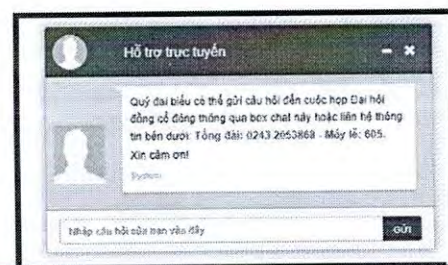 Hỗ trợ trực tuyến
Quý đại biểu có thể gửi câu hỏi đến cuộc họp Đại hội
đồng cổ đông thông qua box chat này hoặc liên hệ thông
tin bên dưới: Tổng đài: 0243 2053868 - Máy lẻ: 605.
Xin cảm ơn!
System
Nhập câu hỏi của bạn vào đây
GỬI